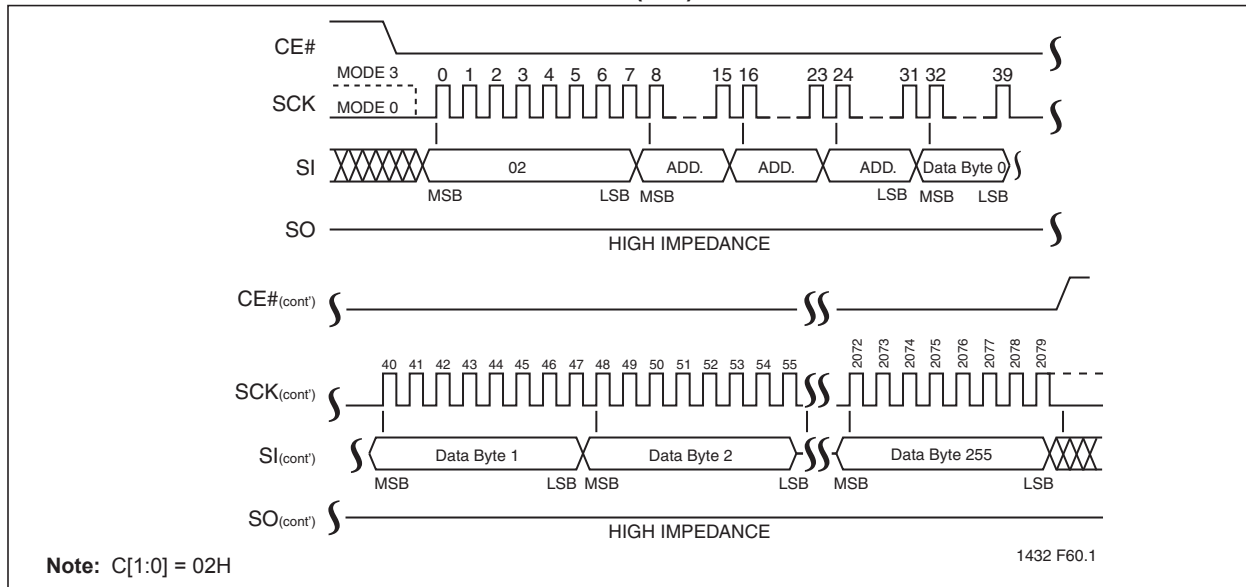 CE#
MODE 3
0 1 2 3 4 5 6 7 8 15 16 23 24 31 32 39
SCK
MODE 0
SI 02 ADD. ADD. ADD. Data Byte 0
MSB LSB MSB LSB MSB LSB
SO
HIGH IMPEDANCE
CE#(cont')
40 41 42 43 44 45 46 47 48 49 50 51 52 53 54 55 2072 2073 2074 2075 2076 2077 2078 2079
SCK(cont')
SI(cont') Data Byte 1 Data Byte 2 Data Byte 255
MSB LSB MSB LSB MSB LSB
SO(cont')
HIGH IMPEDANCE
Note: C[1:0] = 02H
1432 F60.1